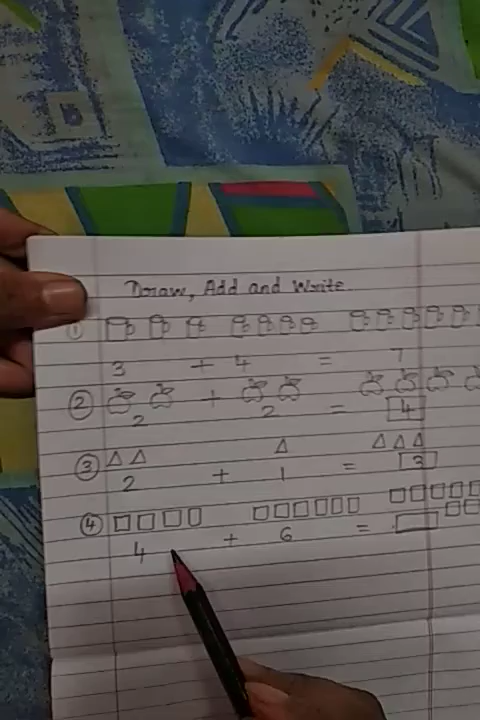 Draw, Add and Write
①
3 + 4 = 7
② +
2 2 = 4
③
2 + 1 = 3
④
4 + 6 =